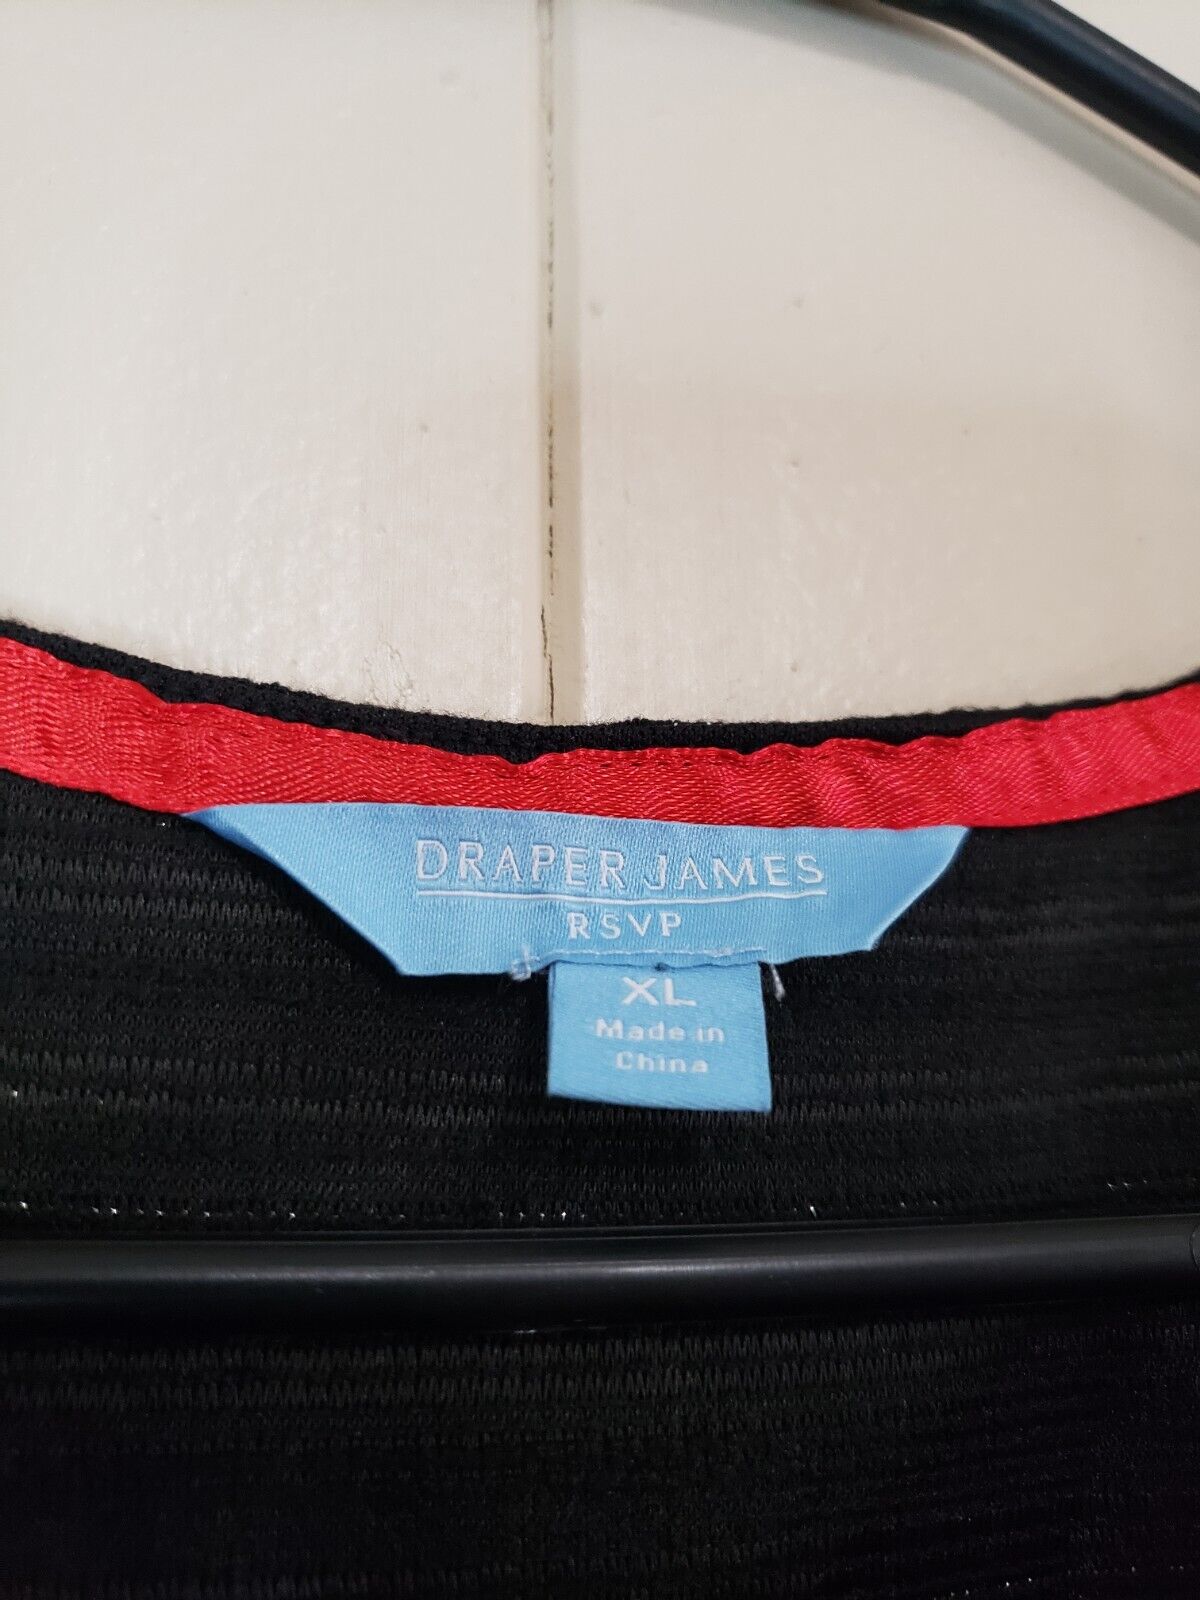 DRAPER JAMES
RSVP
XL
Made in
China